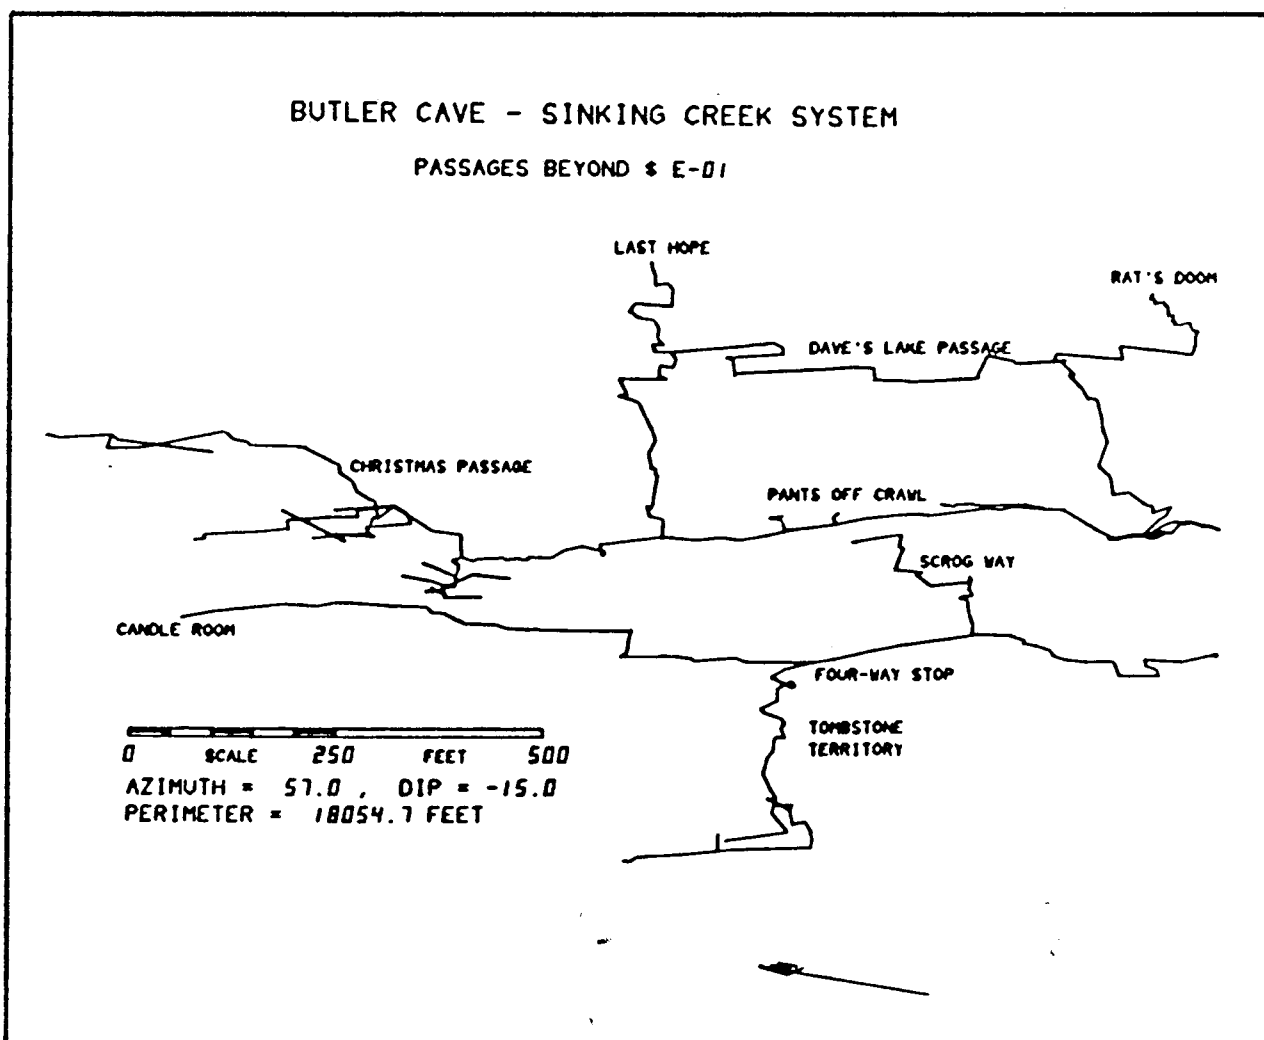 BUTLER CAVE - SINKING CREEK SYSTEM
PASSAGES BEYOND $ E-01
LAST HOPE
RAT'S DOOM
DAVE'S LAKE PASSAGE
CHRISTMAS PASSAGE
PANTS OFF CRAWL
SCROG WAY
CANDLE ROOM
FOUR-WAY STOP
TOMBSTONE
TERRITORY
0 SCALE 250 FEET 500
AZIMUTH = 57.0 , DIP = -15.0
PERIMETER = 18054.7 FEET